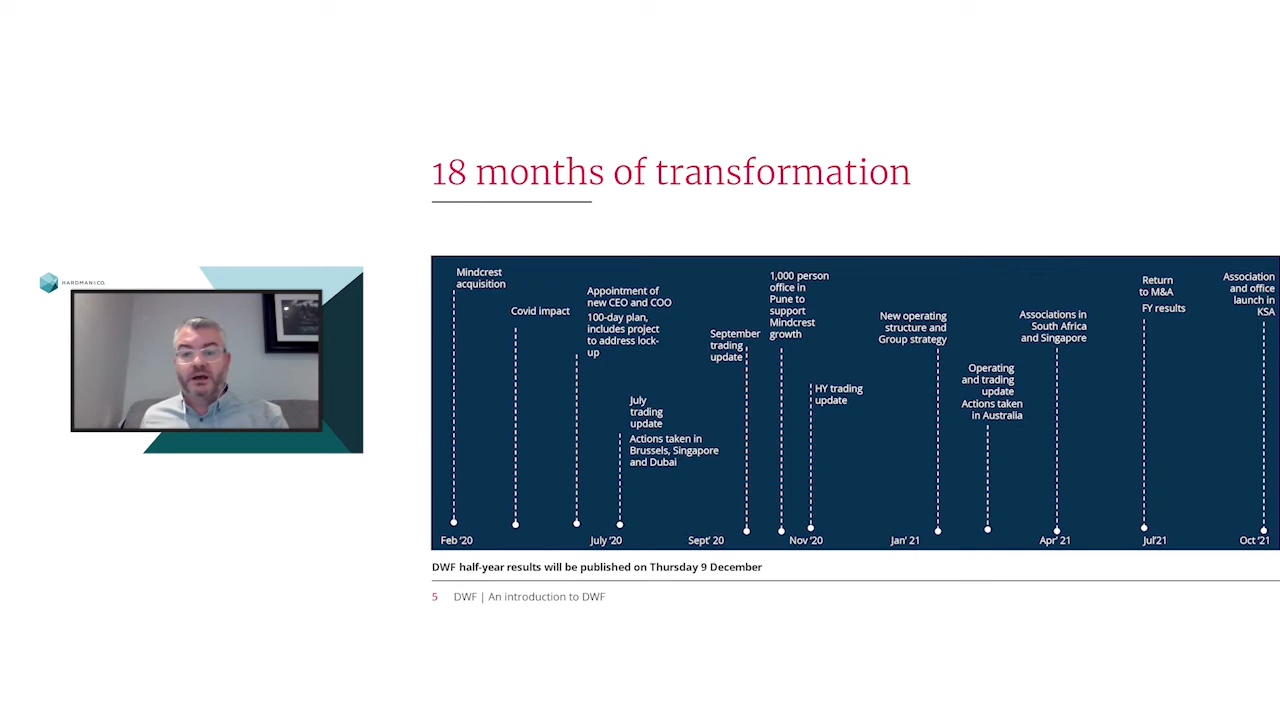 18 months of transformation
HARDMAN&CO.
Mindcrest
acquisition
Covid impact
Appointment of
new CEO and COO
100-day plan,
includes project
to address lock-
up
July
trading
update
Actions taken in
Brussels, Singapore
and Dubai
September
trading
update
1,000 person
office in
Pune to
support
Mindcrest
growth
HY trading
update
New operating
structure and
Group strategy
Operating
and trading
update
Actions taken
in Australia
Associations in
South Africa
and Singapore
Return
to M&A
FY results
Association
and office
launch in
KSA
Feb '20
July '20
Sept' 20
Nov '20
Jan' 21
Apr' 21
Jul'21
Oct '21
DWF half-year results will be published on Thursday 9 December
5 DWF | An introduction to DWF